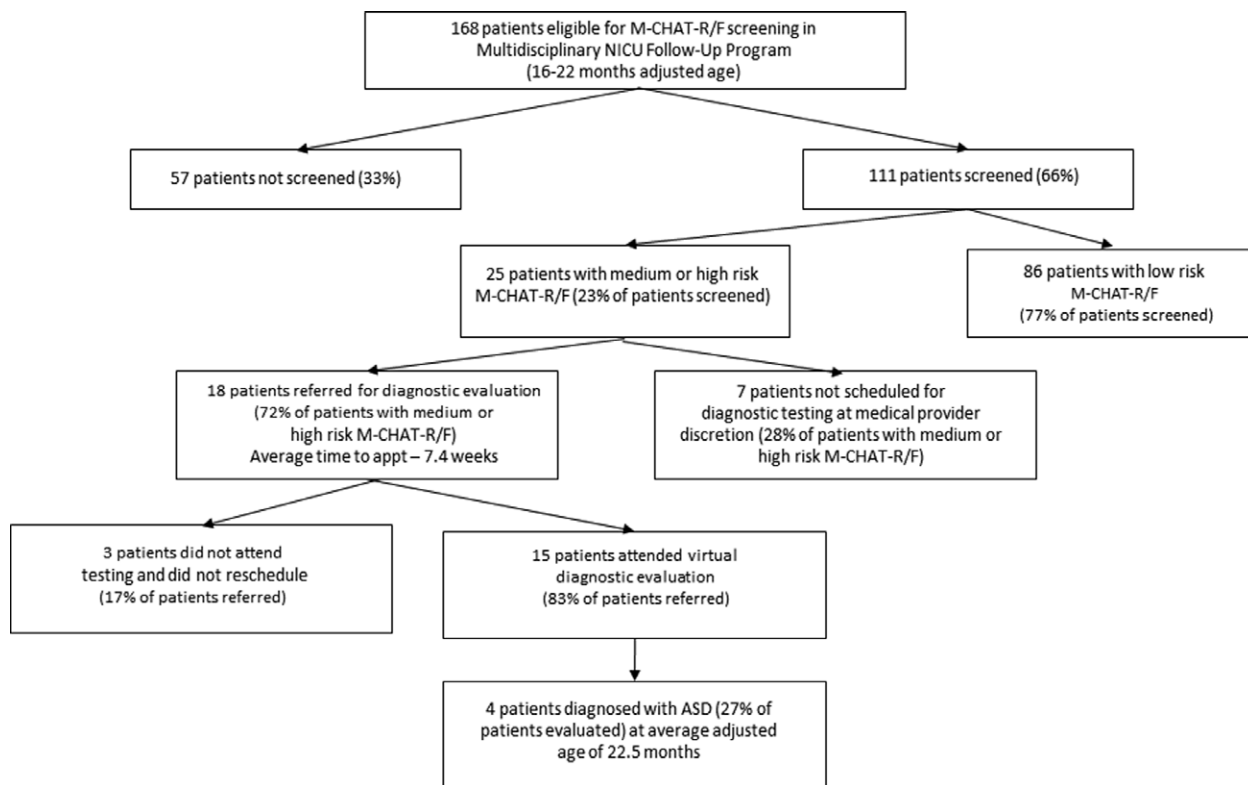 168 patients eligible for M-CHAT-R/F screening in
Multidisciplinary NICU Follow-Up Program
(16-22 months adjusted age)
57 patients not screened (33%)
111 patients screened (66%)
25 patients with medium or high risk
M-CHAT-R/F (23% of patients screened)
86 patients with low risk
M-CHAT-R/F
(77% of patients screened)
18 patients referred for diagnostic evaluation
(72% of patients with medium or
high risk M-CHAT-R/F)
Average time to appt – 7.4 weeks
7 patients not scheduled for
diagnostic testing at medical provider
discretion (28% of patients with medium or
high risk M-CHAT-R/F)
3 patients did not attend
testing and did not reschedule
(17% of patients referred)
15 patients attended virtual
diagnostic evaluation
(83% of patients referred)
4 patients diagnosed with ASD (27% of
patients evaluated) at average adjusted
age of 22.5 months